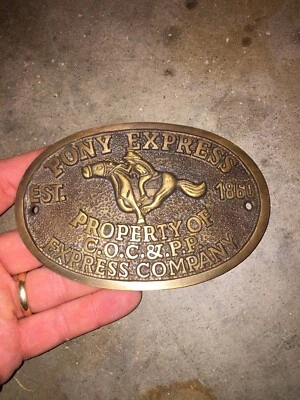 PONY EXPRESS
EST. 1860
PROPERTY OF
C.O.C. & P.P.
EXPRESS COMPANY